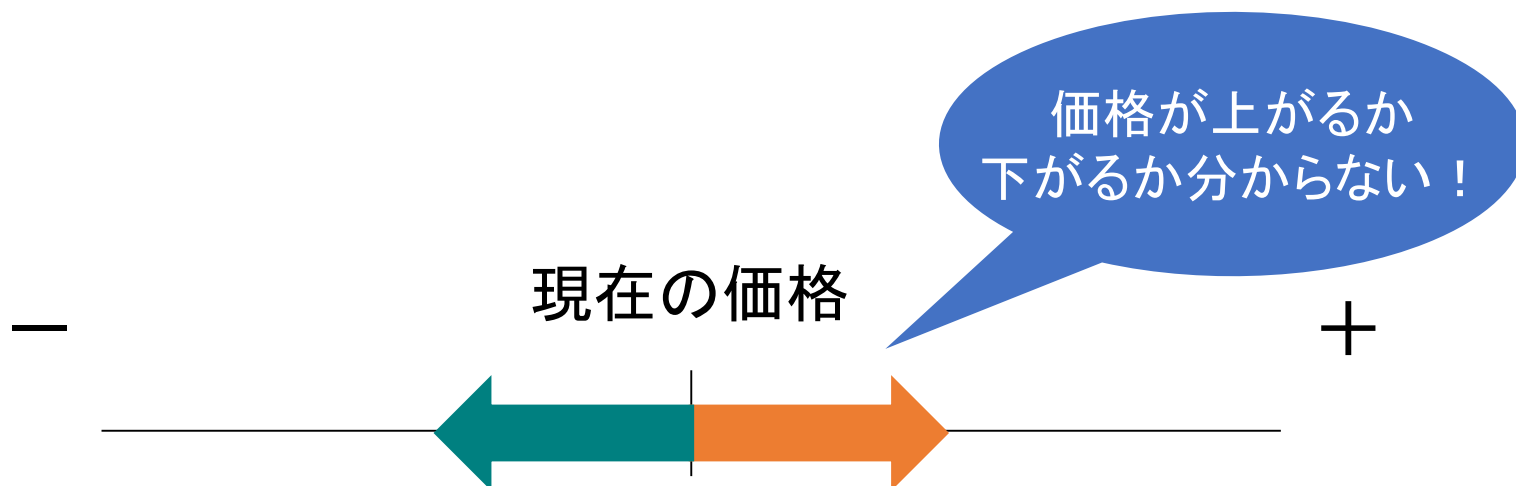 価格が上がるか
下がるか分からない！
現在の価格
－
＋